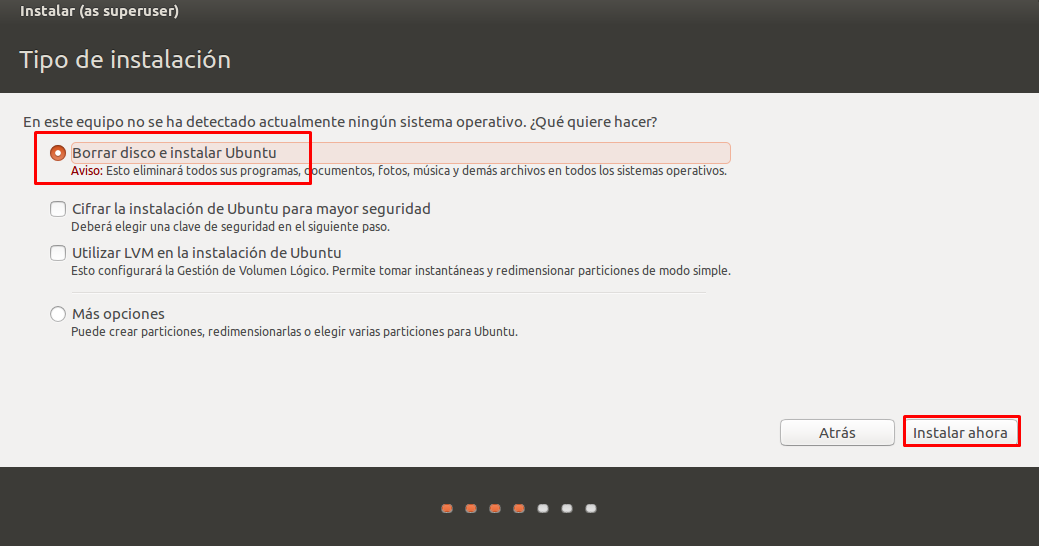 Instalar (as superuser)
Tipo de instalación
En este equipo no se ha detectado actualmente ningún sistema operativo. ¿Qué quiere hacer?
Borrar disco e instalar Ubuntu
Aviso: Esto eliminará todos sus programas, documentos, fotos, música y demás archivos en todos los sistemas operativos.
Cifrar la instalación de Ubuntu para mayor seguridad
Deberá elegir una clave de seguridad en el siguiente paso.
Utilizar LVM en la instalación de Ubuntu
Esto configurará la Gestión de Volumen Lógico. Permite tomar instantáneas y redimensionar particiones de modo simple.
Más opciones
Puede crear particiones, redimensionarlas o elegir varias particiones para Ubuntu.
Atrás
Instalar ahora